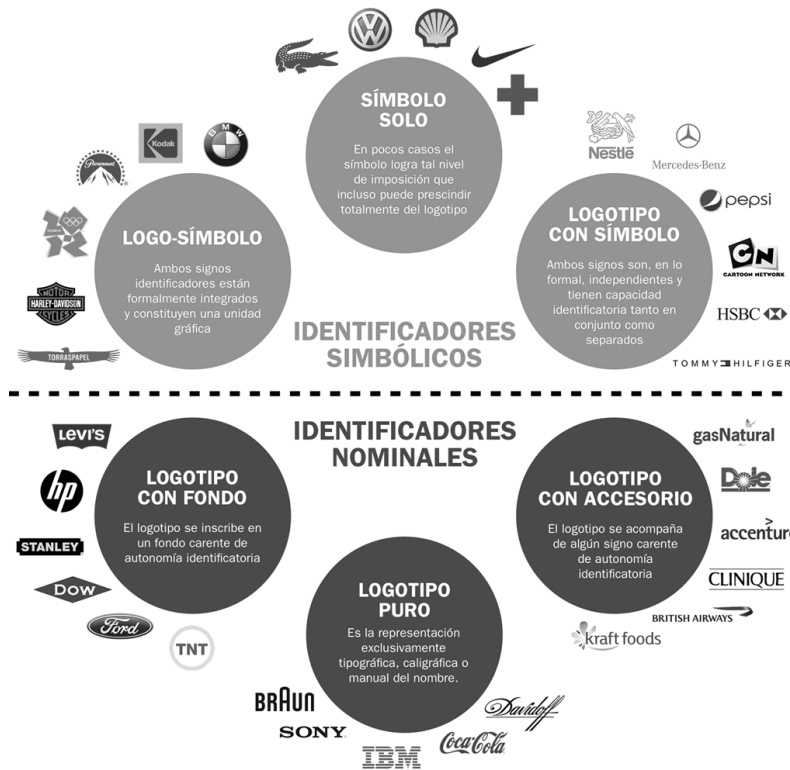 SÍMBOLO
SOLO
En pocos casos el
símbolo logra tal nivel
de imposición que
incluso puede prescindir
totalmente del logotipo
Kodak
BMW
Paramount
LOGO-SÍMBOLO
Ambos signos
identificadores están
formalmente integrados
y constituyen una unidad
gráfica
MOTOR
HARLEY-DAVIDSON
CYCLES
TORRASPAPEL
Nestlē
Mercedes-Benz
pepsi
CN
CARTOON NETWORK
HSBC
TOMMY HILFIGER
LOGOTIPO
CON SÍMBOLO
Ambos signos son, en lo
formal, independientes y
tienen capacidad
identificatoria tanto en
conjunto como
separados
IDENTIFICADORES
SIMBÓLICOS
IDENTIFICADORES
NOMINALES
LEVI'S
hp
STANLEY
DOW
Ford
TNT
LOGOTIPO
CON FONDO
El logotipo se inscribe en
un fondo carente de
autonomía identificatoria
LOGOTIPO
CON ACCESORIO
El logotipo se acompaña
de algún signo carente
de autonomía
identificatoria
gasNatural
Dole
accenture
CLINIQUE
BRITISH AIRWAYS
kraft foods
LOGOTIPO
PURO
Es la representación
exclusivamente
tipográfica, caligráfica o
manual del nombre.
BRAUN
SONY
IBM
Coca-Cola
Davidoff